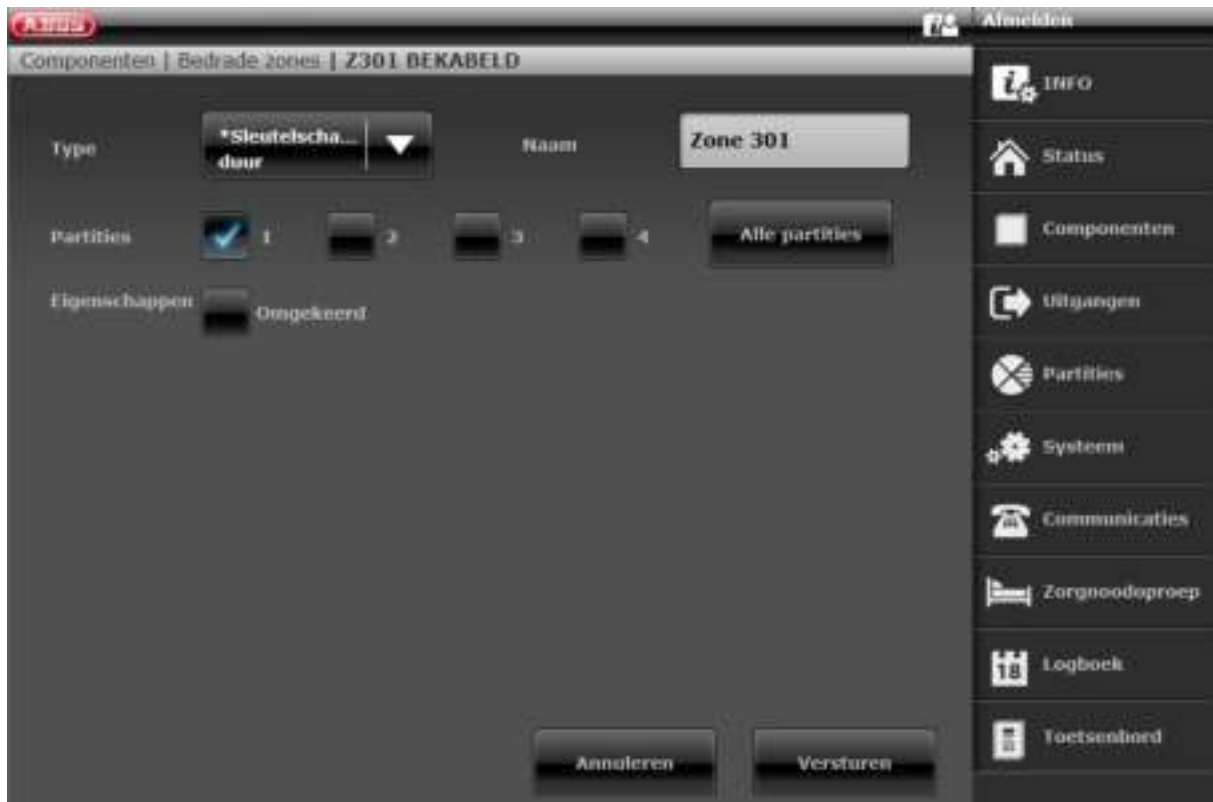 ABUS
Afmelden
Componenten | Bedrade zones | Z301 BEKABELD
Type
*Sleutelscha...
duur
Naam
Zone 301
Partities
1
2
3
4
Alle partities
Eigenschappen
Omgekeerd
Annuleren
Versturen
INFO
Status
Componenten
Uitgangen
Partities
Systeem
Communicaties
Zorgnoodoproep
18
Logboek
Toetsenbord